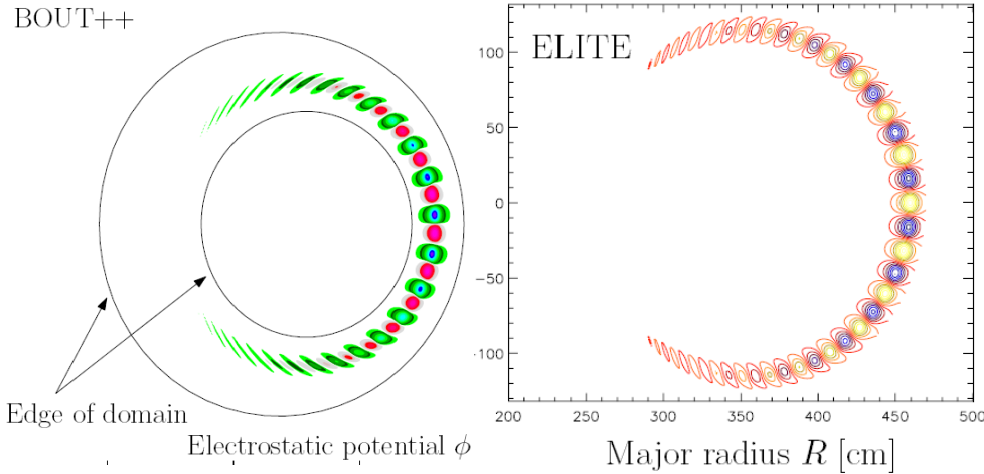 BOUT++
Edge of domain
Electrostatic potential ϕ
ELITE
100
50
0
−50
-100
200
250
300
350
400
450
500
Major radius R [cm]